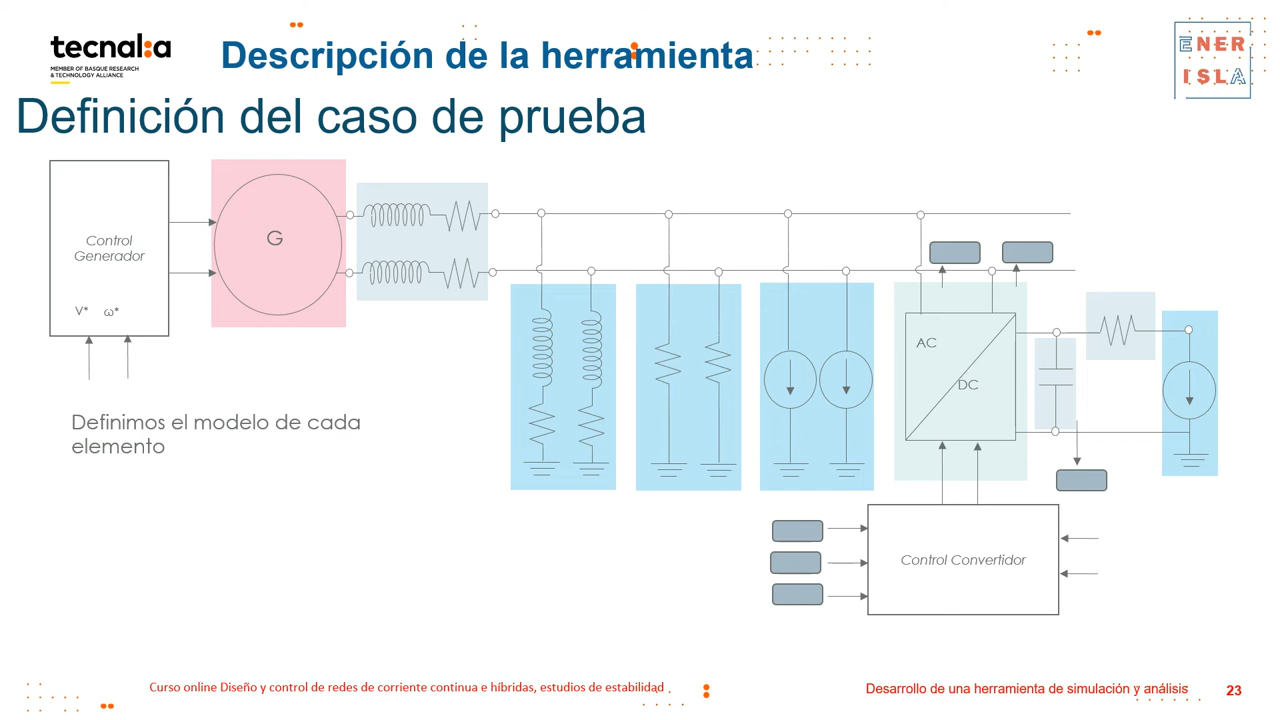 tecnalia
MEMBER OF BASQUE RESEARCH
& TECHNOLOGY ALLIANCE
Descripción de la herramienta
ENER
ISLA
Definición del caso de prueba
Control
Generador
V* ω*
G
AC
DC
Definimos el modelo de cada
elemento
Control Convertidor
Curso online Diseño y control de redes de corriente continua e híbridas, estudios de estabilidad
Desarrollo de una herramienta de simulación y análisis
23